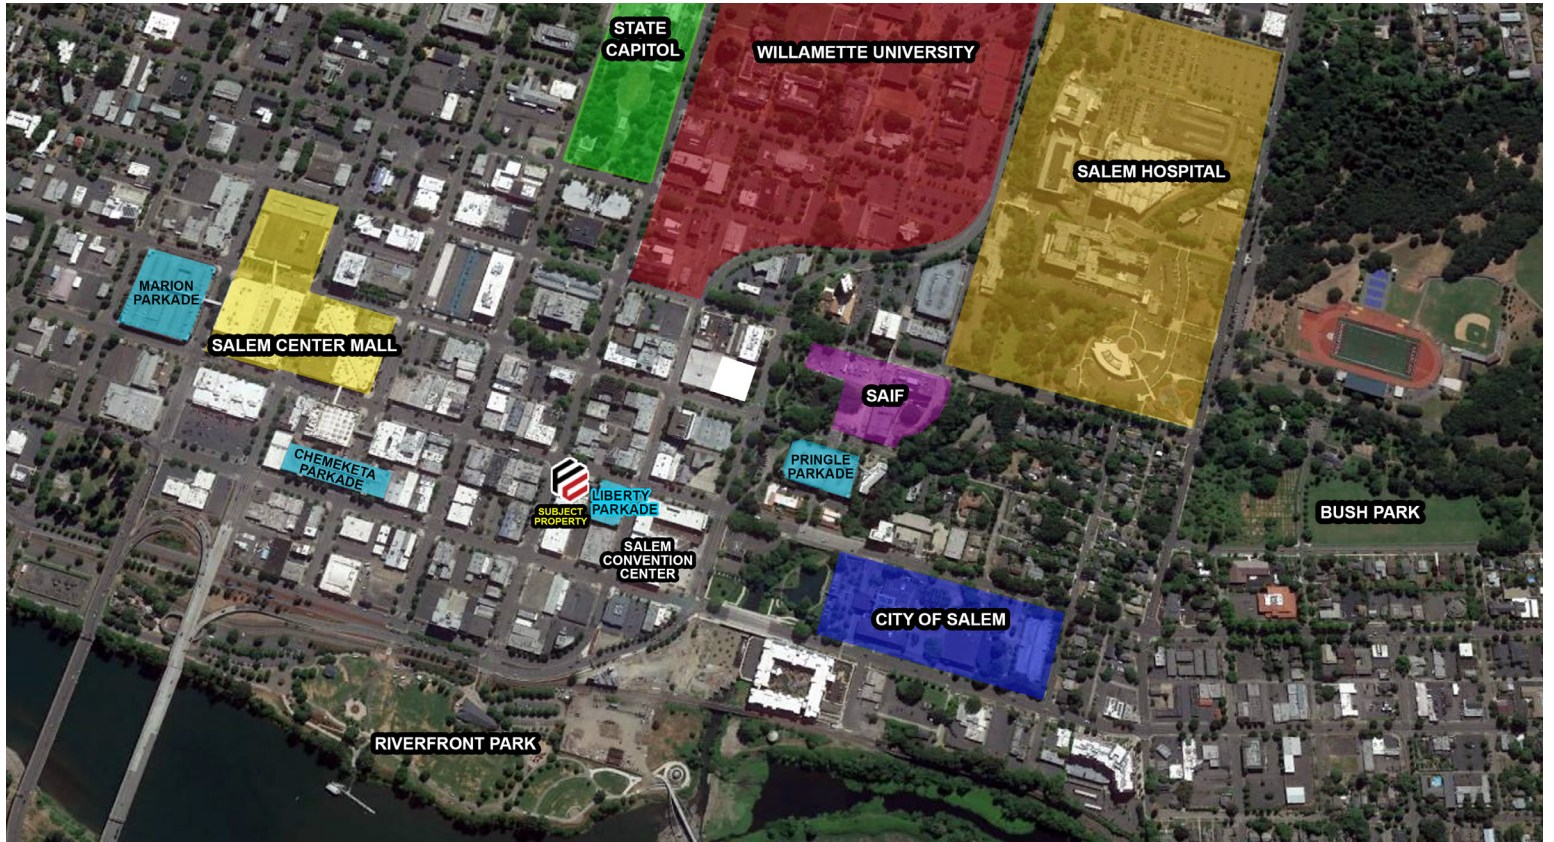 STATE
CAPITOL
WILLAMETTE UNIVERSITY
SALEM HOSPITAL
MARION
PARKADE
SALEM CENTER MALL
SAIF
CHEMEKETA
PARKADE
PRINGLE
PARKADE
LIBERTY
PARKADE
SUBJECT
PROPERTY
BUSH PARK
SALEM
CONVENTION
CENTER
CITY OF SALEM
RIVERFRONT PARK